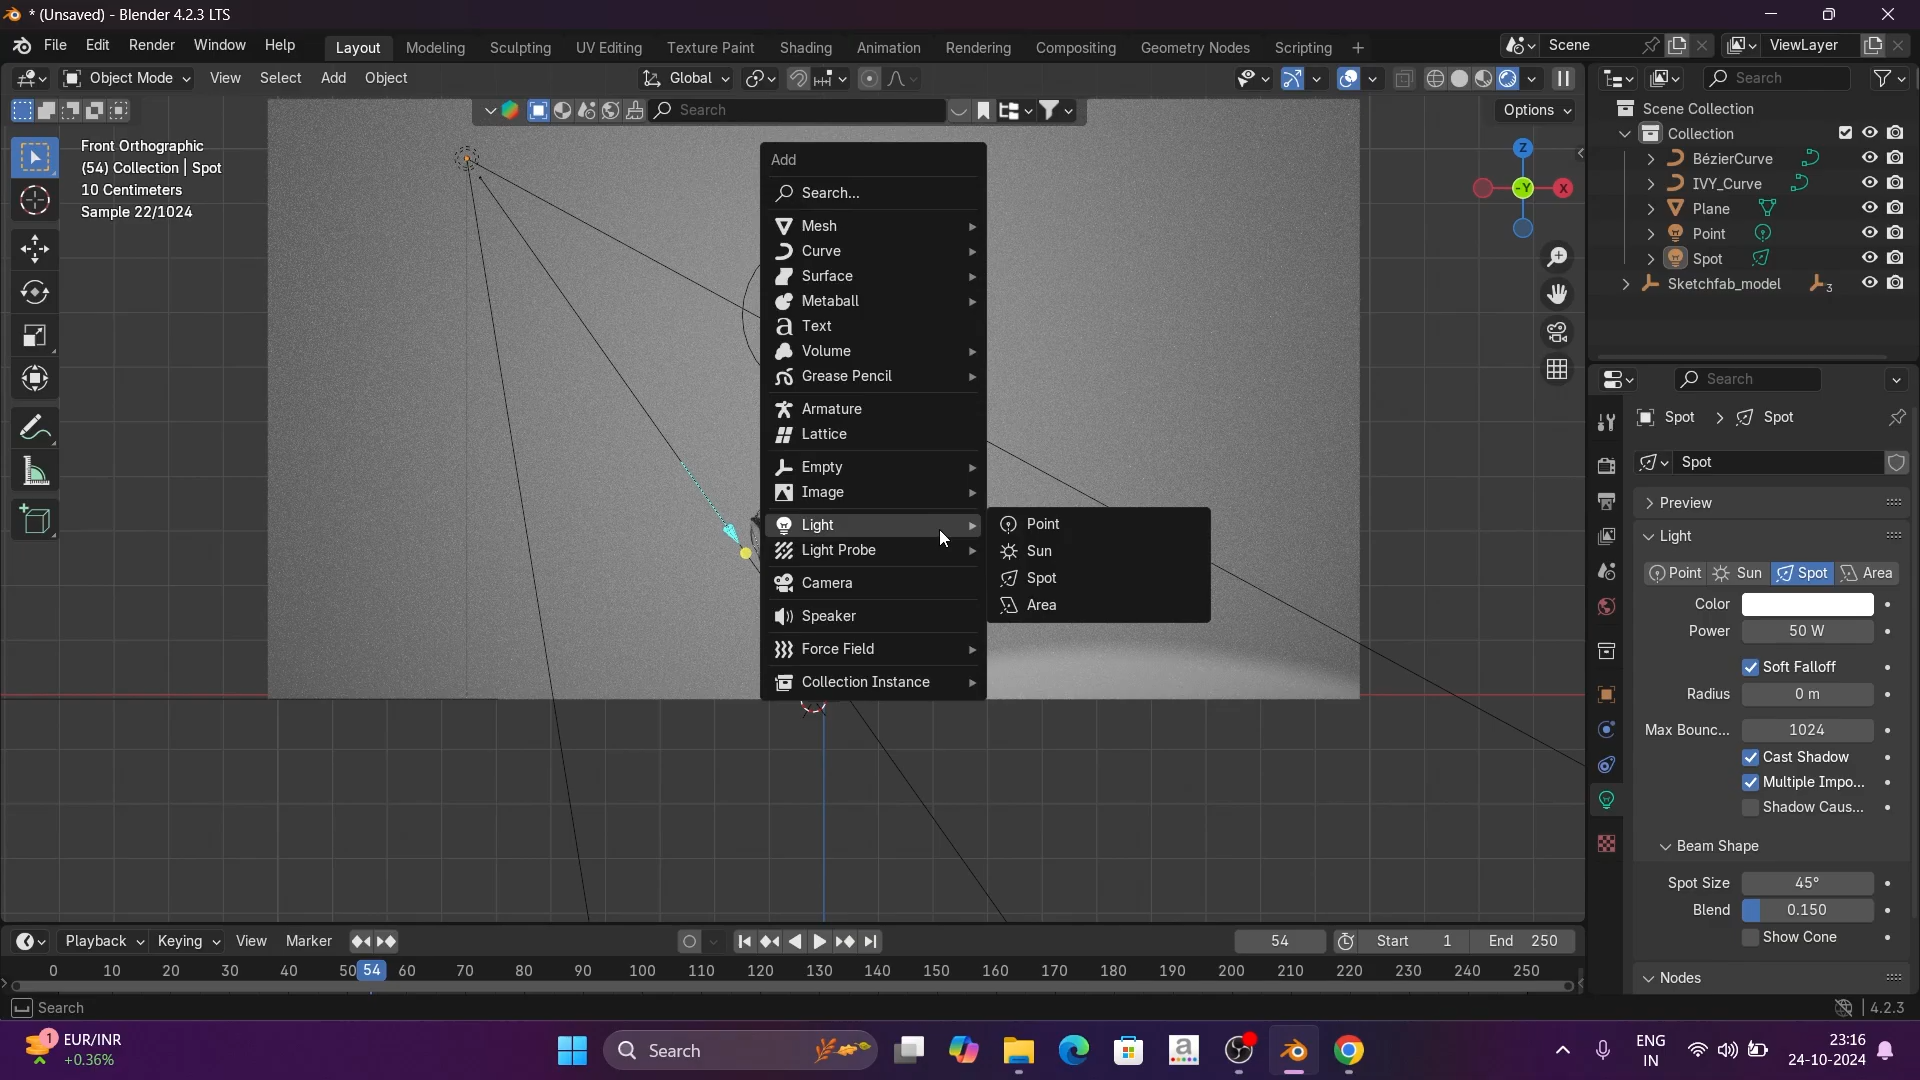 * (Unsaved) - Blender 4.2.3 LTS
File Edit Render Window Help Layout Modeling Sculpting UV Editing Texture Paint Shading Animation Rendering Compositing Geometry Nodes Scripting + Scene ViewLayer
Object Mode View Select Add Object Global Search
Search Options
Scene Collection
Collection
BézierCurve
IVY_Curve
Plane
Point
Spot
Sketchfab_model 3
Front Orthographic
(54) Collection | Spot
10 Centimeters
Sample 22/1024
Z
-Y X
Add
Search...
Mesh
Curve
Surface
Metaball
Text
Volume
Grease Pencil
Armature
Lattice
Empty
Image
Light
Light Probe
Camera
Speaker
Force Field
Collection Instance
Point
Sun
Spot
Area
Search
Spot > Spot
Spot
Preview
Light
Point Sun Spot Area
Color
Power 50 W
Soft Falloff
Radius 0 m
Max Bounc... 1024
Cast Shadow
Multiple Impo...
Shadow Caus...
Beam Shape
Spot Size 45°
Blend 0.150
Show Cone
Nodes
Playback Keying View Marker 54 Start 1 End 250
0 10 20 30 40 50 54 60 70 80 90 100 110 120 130 140 150 160 170 180 190 200 210 220 230 240 250
Search 4.2.3
1 EUR/INR
+0.36%
Search
a
ENG
IN
23:16
24-10-2024